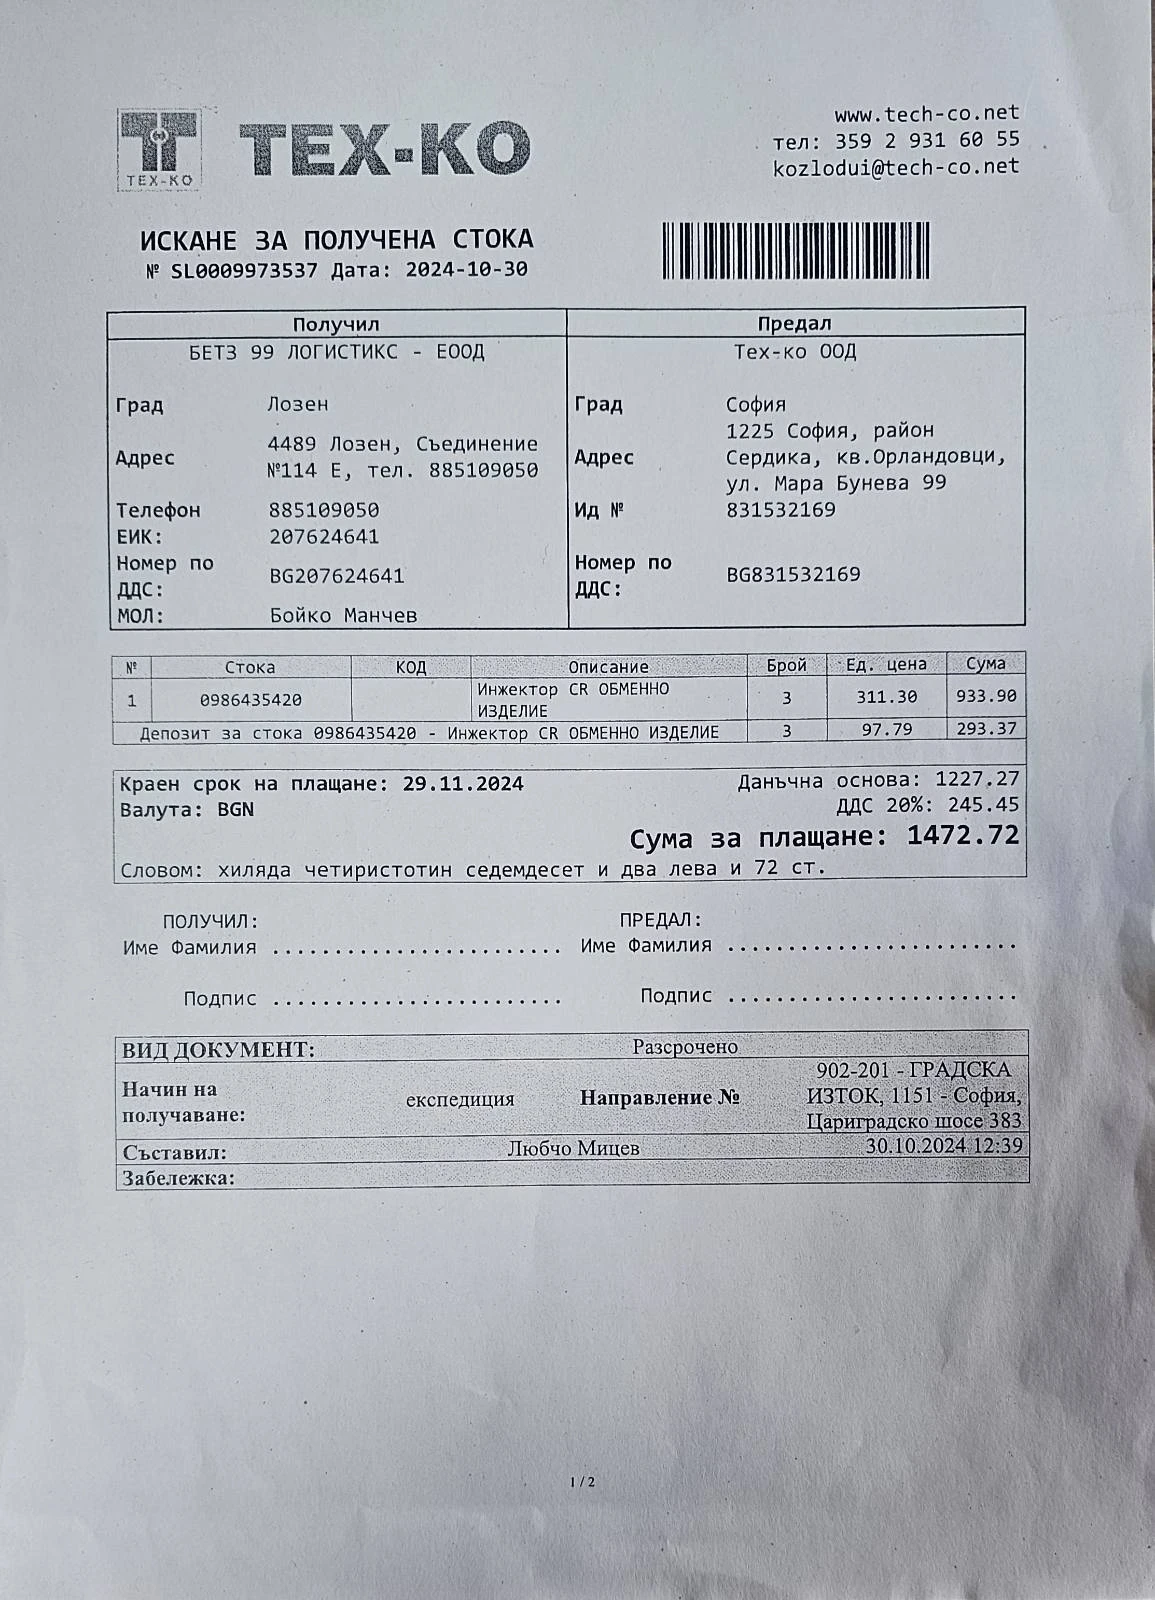 ТЕХ-КО
ТЕХ-КО
www.tech-co.net
тел: 359 2 931 60 55
kozlodui@tech-co.net
ИСКАНЕ ЗА ПОЛУЧЕНА СТОКА
№ SL0009973537 Дата: 2024-10-30
Получил
БЕТЗ 99 ЛОГИСТИКС - ЕООД
Град Лозен
Адрес 4489 Лозен, Съединение
№114 Е, тел. 885109050
Телефон 885109050
ЕИК: 207624641
Номер по
ДДС: BG207624641
МОЛ: Бойко Манчев
Предал
Тех-ко ООД
Град София
Адрес 1225 София, район
Сердика, кв.Орландовци,
ул. Мара Бунева 99
Ид № 831532169
Номер по
ДДС: BG831532169
№ Стока КОД Описание Брой Ед. цена Сума
1 0986435420 Инжектор CR ОБМЕННО
ИЗДЕЛИЕ 3 311.30 933.90
Депозит за стока 0986435420 - Инжектор CR ОБМЕННО ИЗДЕЛИЕ 3 97.79 293.37
Краен срок на плащане: 29.11.2024 Данъчна основа: 1227.27
Валута: BGN ДДС 20%: 245.45
Сума за плащане: 1472.72
Словом: хиляда четиристотин седемдесет и два лева и 72 ст.
ПОЛУЧИЛ: ПРЕДАЛ:
Име Фамилия ........................ Име Фамилия ........................
Подпис ........................ Подпис ........................
ВИД ДОКУМЕНТ: Разсрочено
Начин на
получаване: експедиция Направление № 902-201 - ГРАДСКА
ИЗТОК, 1151 - София,
Цариградско шосе 383
Съставил: Любчо Мицев 30.10.2024 12:39
Забележка:
1 / 2